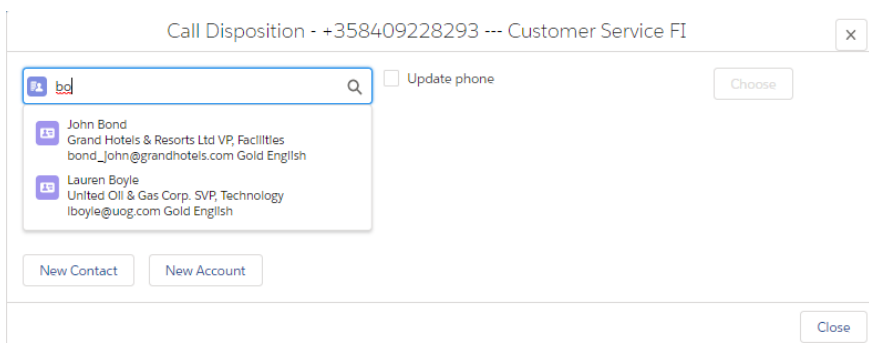 Call Disposition - +358409228293 --- Customer Service FI
bo
Update phone
Choose
John Bond
Grand Hotels & Resorts Ltd VP, Facilities
bond_john@grandhotels.com Gold English
Lauren Boyle
United Oil & Gas Corp. SVP, Technology
lboyle@uog.com Gold English
New Contact
New Account
Close